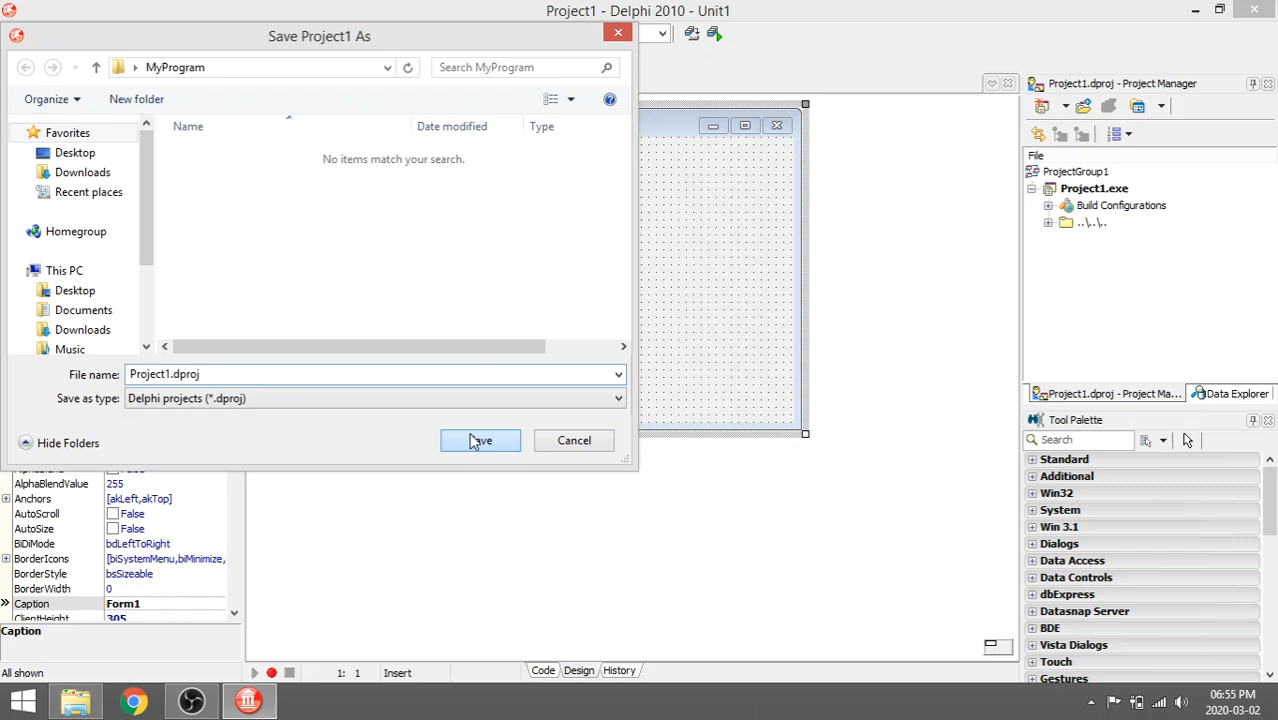 Project1 - Delphi 2010 - Unit1
Save Project1 As
MyProgram
Search MyProgram
Organize
New folder
Name
Date modified
Type
No items match your search.
Favorites
Desktop
Downloads
Recent places
Homegroup
This PC
Desktop
Documents
Downloads
Music
File name:
Project1.dproj
Save as type:
Delphi projects (*.dproj)
Hide Folders
Cancel
Project1.dproj - Project Manager
File
ProjectGroup1
Project1.exe
Build Configurations
..\..\..
Project1.dproj - Project Ma...
Data Explorer
Tool Palette
Search
Standard
Additional
Win32
System
Win 3.1
Dialogs
Data Access
Data Controls
dbExpress
Datasnap Server
BDE
Vista Dialogs
Touch
Gestures
AlphaBlendValue 255
Anchors [akLeft,akTop]
AutoScroll False
AutoSize False
BiDiMode bdLeftToRight
BorderIcons [biSystemMenu,biMinimize,
BorderStyle bsSizeable
BorderWidth 0
Caption Form1
ClientHeight 305
Caption
All shown
1: 1
Insert
Code
Design
History
06:55 PM
2020-03-02